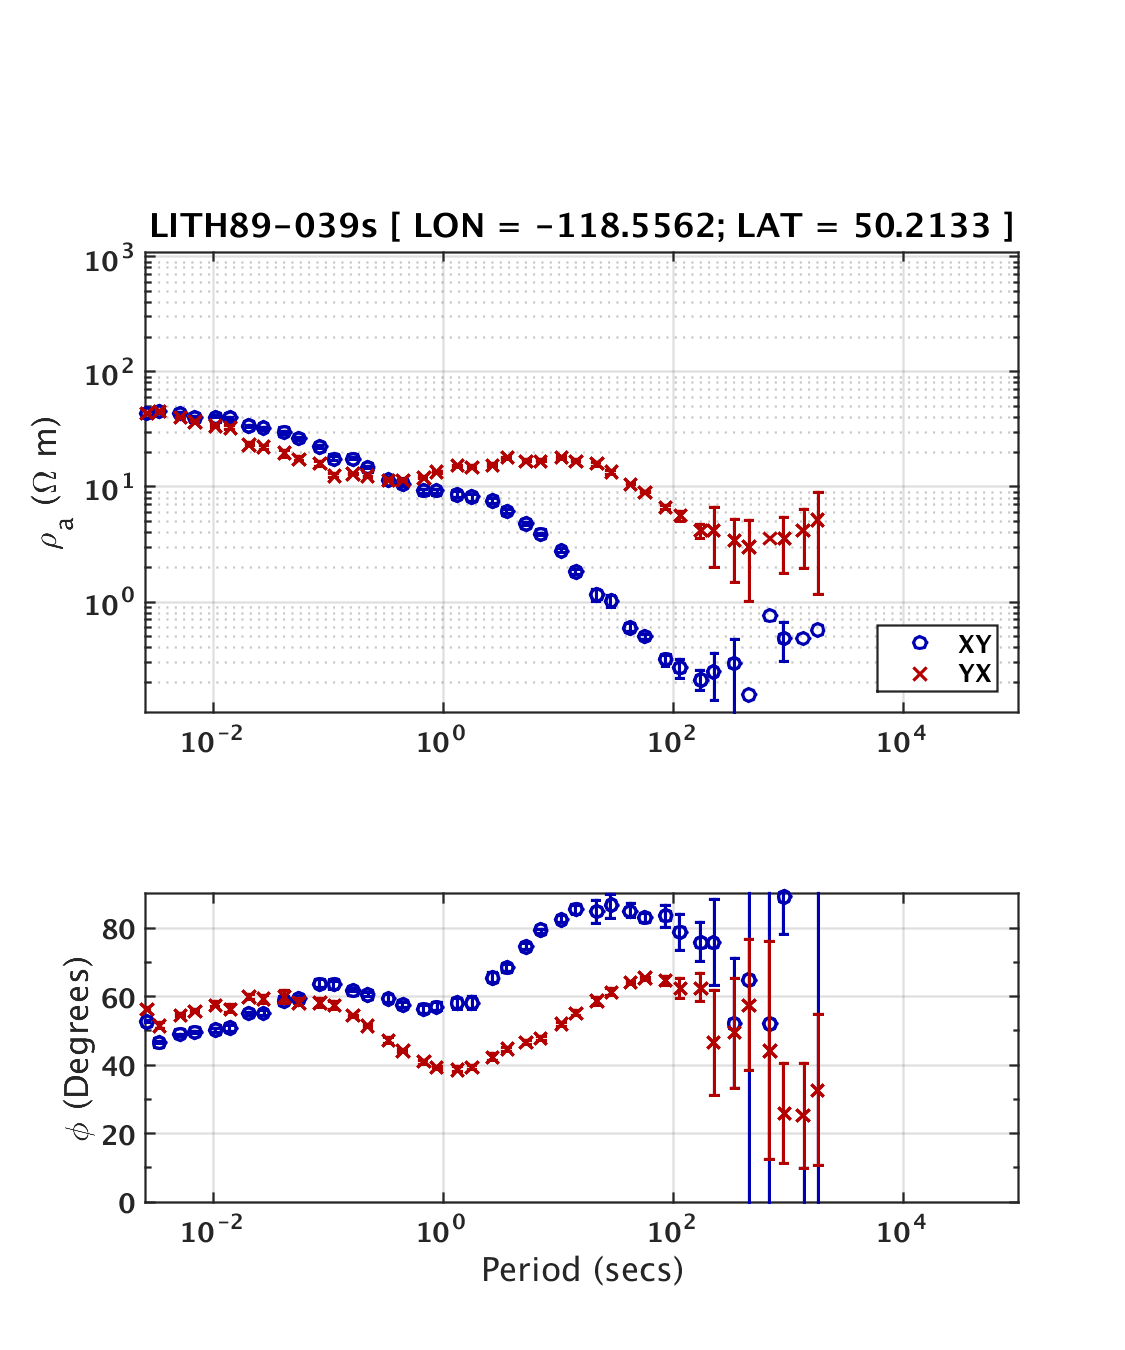 LITH89-039s [ LON = -118.5562; LAT = 50.2133 ]
10³
10²
10¹
10⁰
ρₐ (Ω m)
XY
YX
10⁻² 10⁰ 10² 10⁴
80
60
40
20
0
ϕ (Degrees)
10⁻² 10⁰ 10² 10⁴
Period (secs)